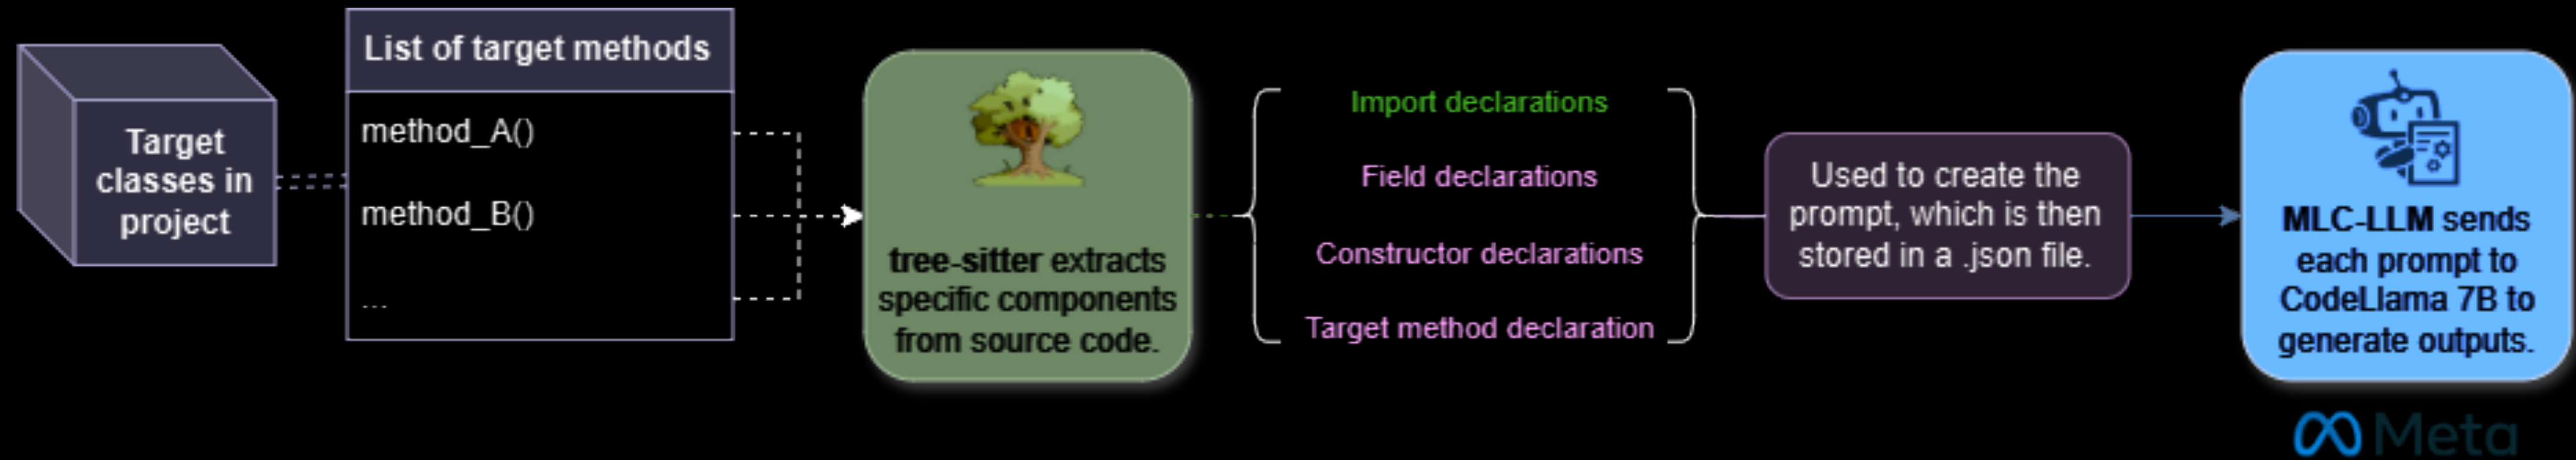 Target
classes in
project
List of target methods
method_A()
method_B()
...
tree-sitter extracts
specific components
from source code.
Import declarations
Field declarations
Constructor declarations
Target method declaration
Used to create the
prompt, which is then
stored in a .json file.
MLC-LLM sends
each prompt to
CodeLlama 7B to
generate outputs.
Meta